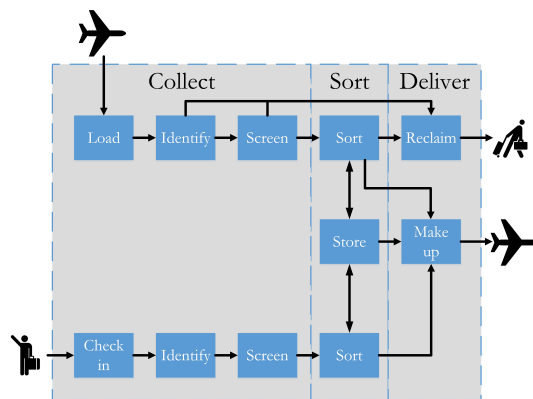 Collect Sort Deliver
Load Identify Screen Sort Reclaim
Store Make
up
Check
in Identify Screen Sort